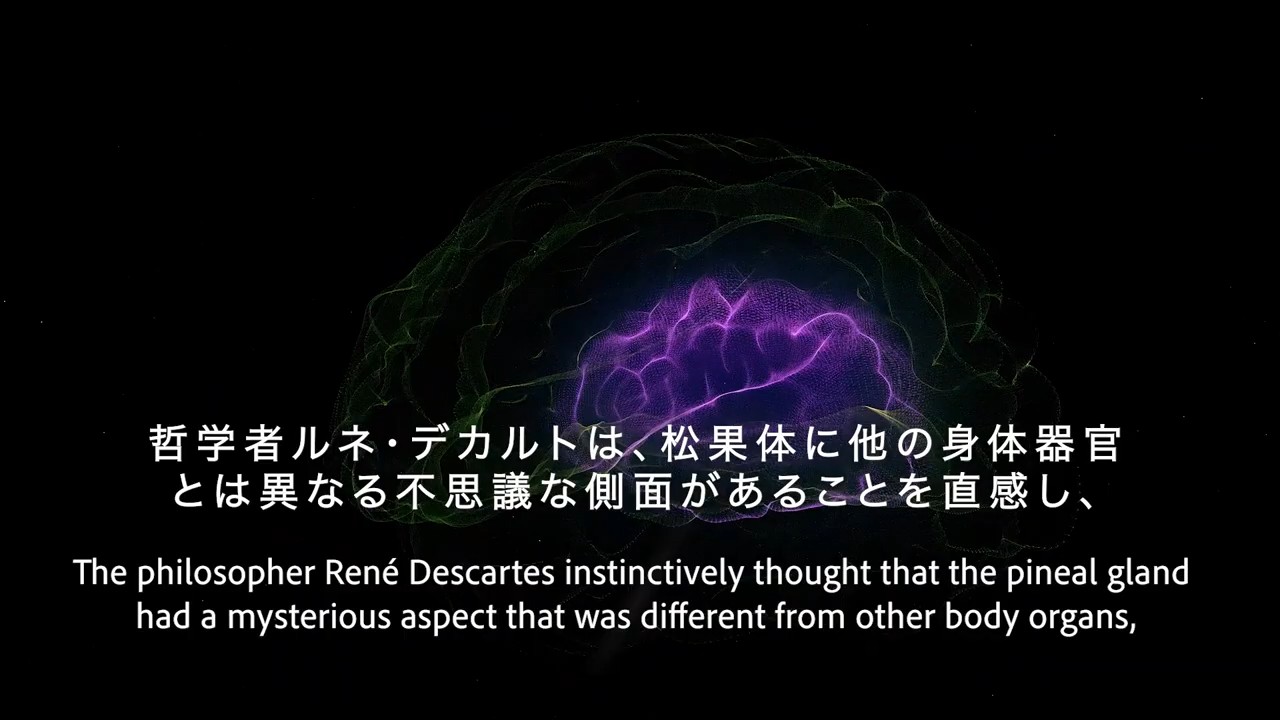 哲学者ルネ・デカルトは、松果体に他の身体器官
とは異なる不思議な側面があることを直感し、
The philosopher René Descartes instinctively thought that the pineal gland
had a mysterious aspect that was different from other body organs,